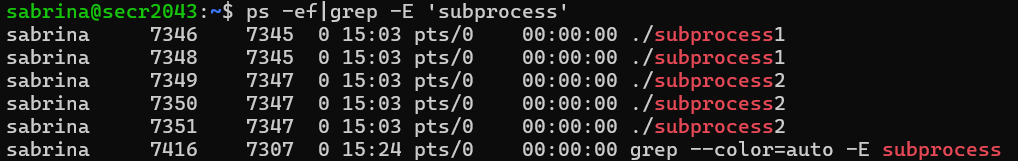 sabrina@secr2043:~$ ps -ef|grep -E 'subprocess'
sabrina 7346 7345 0 15:03 pts/0 00:00:00 ./subprocess1
sabrina 7348 7345 0 15:03 pts/0 00:00:00 ./subprocess1
sabrina 7349 7347 0 15:03 pts/0 00:00:00 ./subprocess2
sabrina 7350 7347 0 15:03 pts/0 00:00:00 ./subprocess2
sabrina 7351 7347 0 15:03 pts/0 00:00:00 ./subprocess2
sabrina 7416 7307 0 15:24 pts/0 00:00:00 grep --color=auto -E subprocess